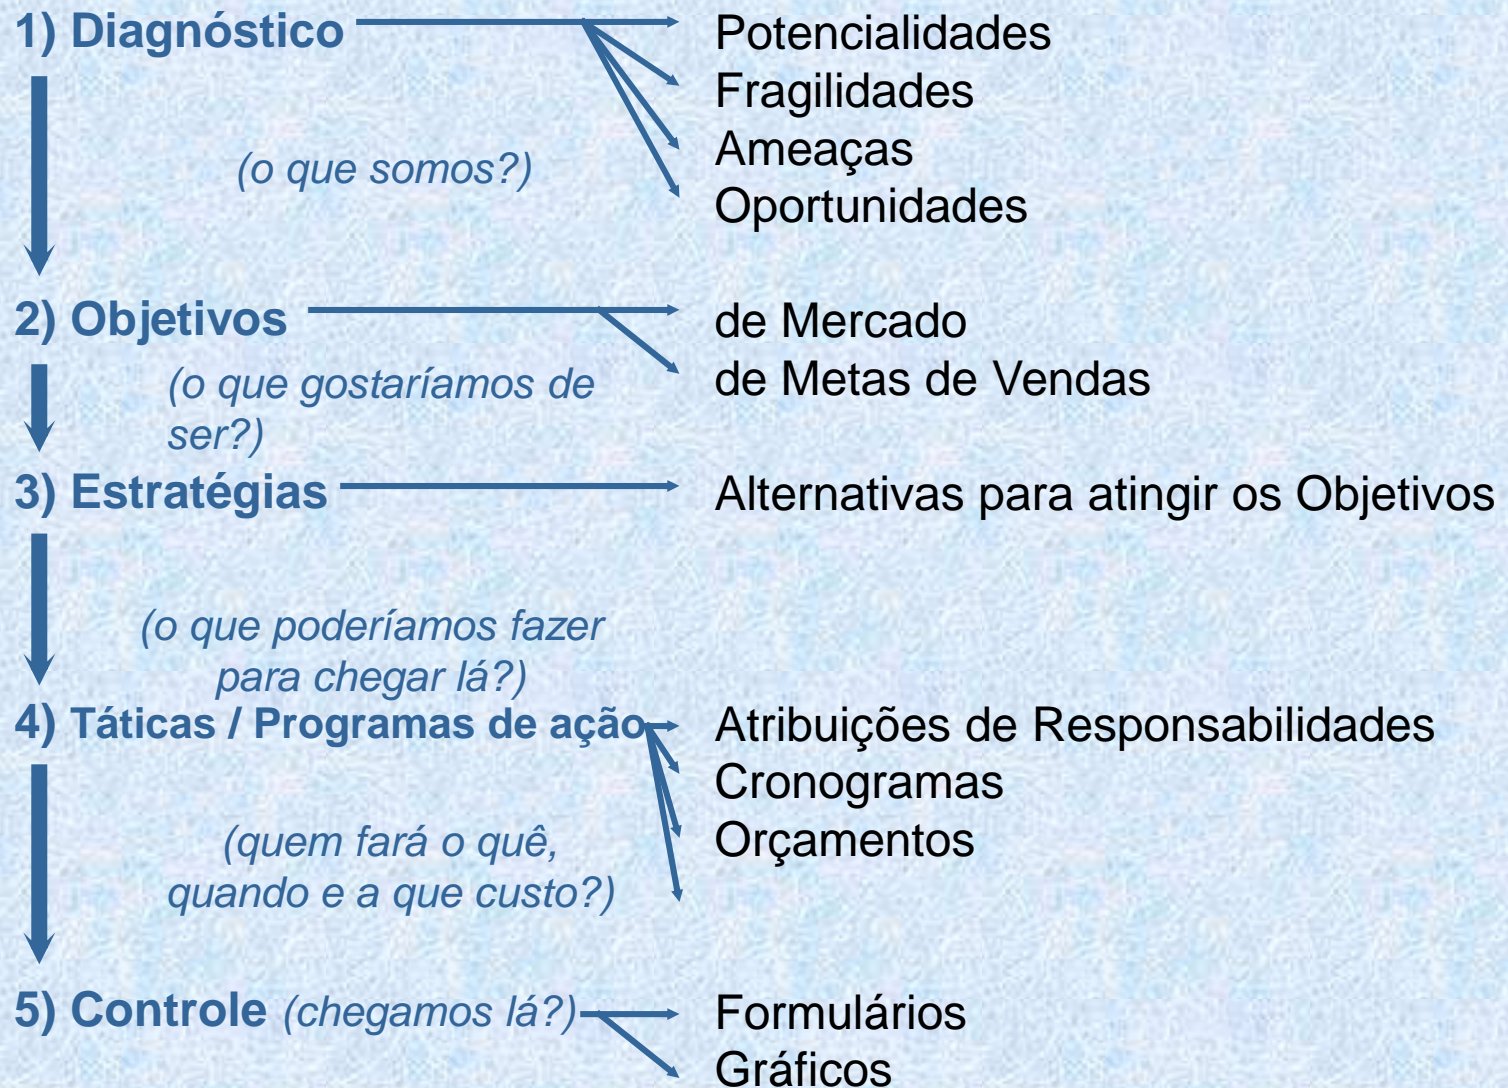 1) Diagnóstico
Potencialidades
Fragilidades
Ameaças
(o que somos?)
Oportunidades
2) Objetivos
de Mercado
de Metas de Vendas
(o que gostaríamos de
ser?)
3) Estratégias
Alternativas para atingir os Objetivos
(o que poderíamos fazer
para chegar lá?)
4) Táticas / Programas de ação
Atribuições de Responsabilidades
Cronogramas
Orçamentos
(quem fará o quê,
quando e a que custo?)
5) Controle (chegamos lá?)
Formulários
Gráficos